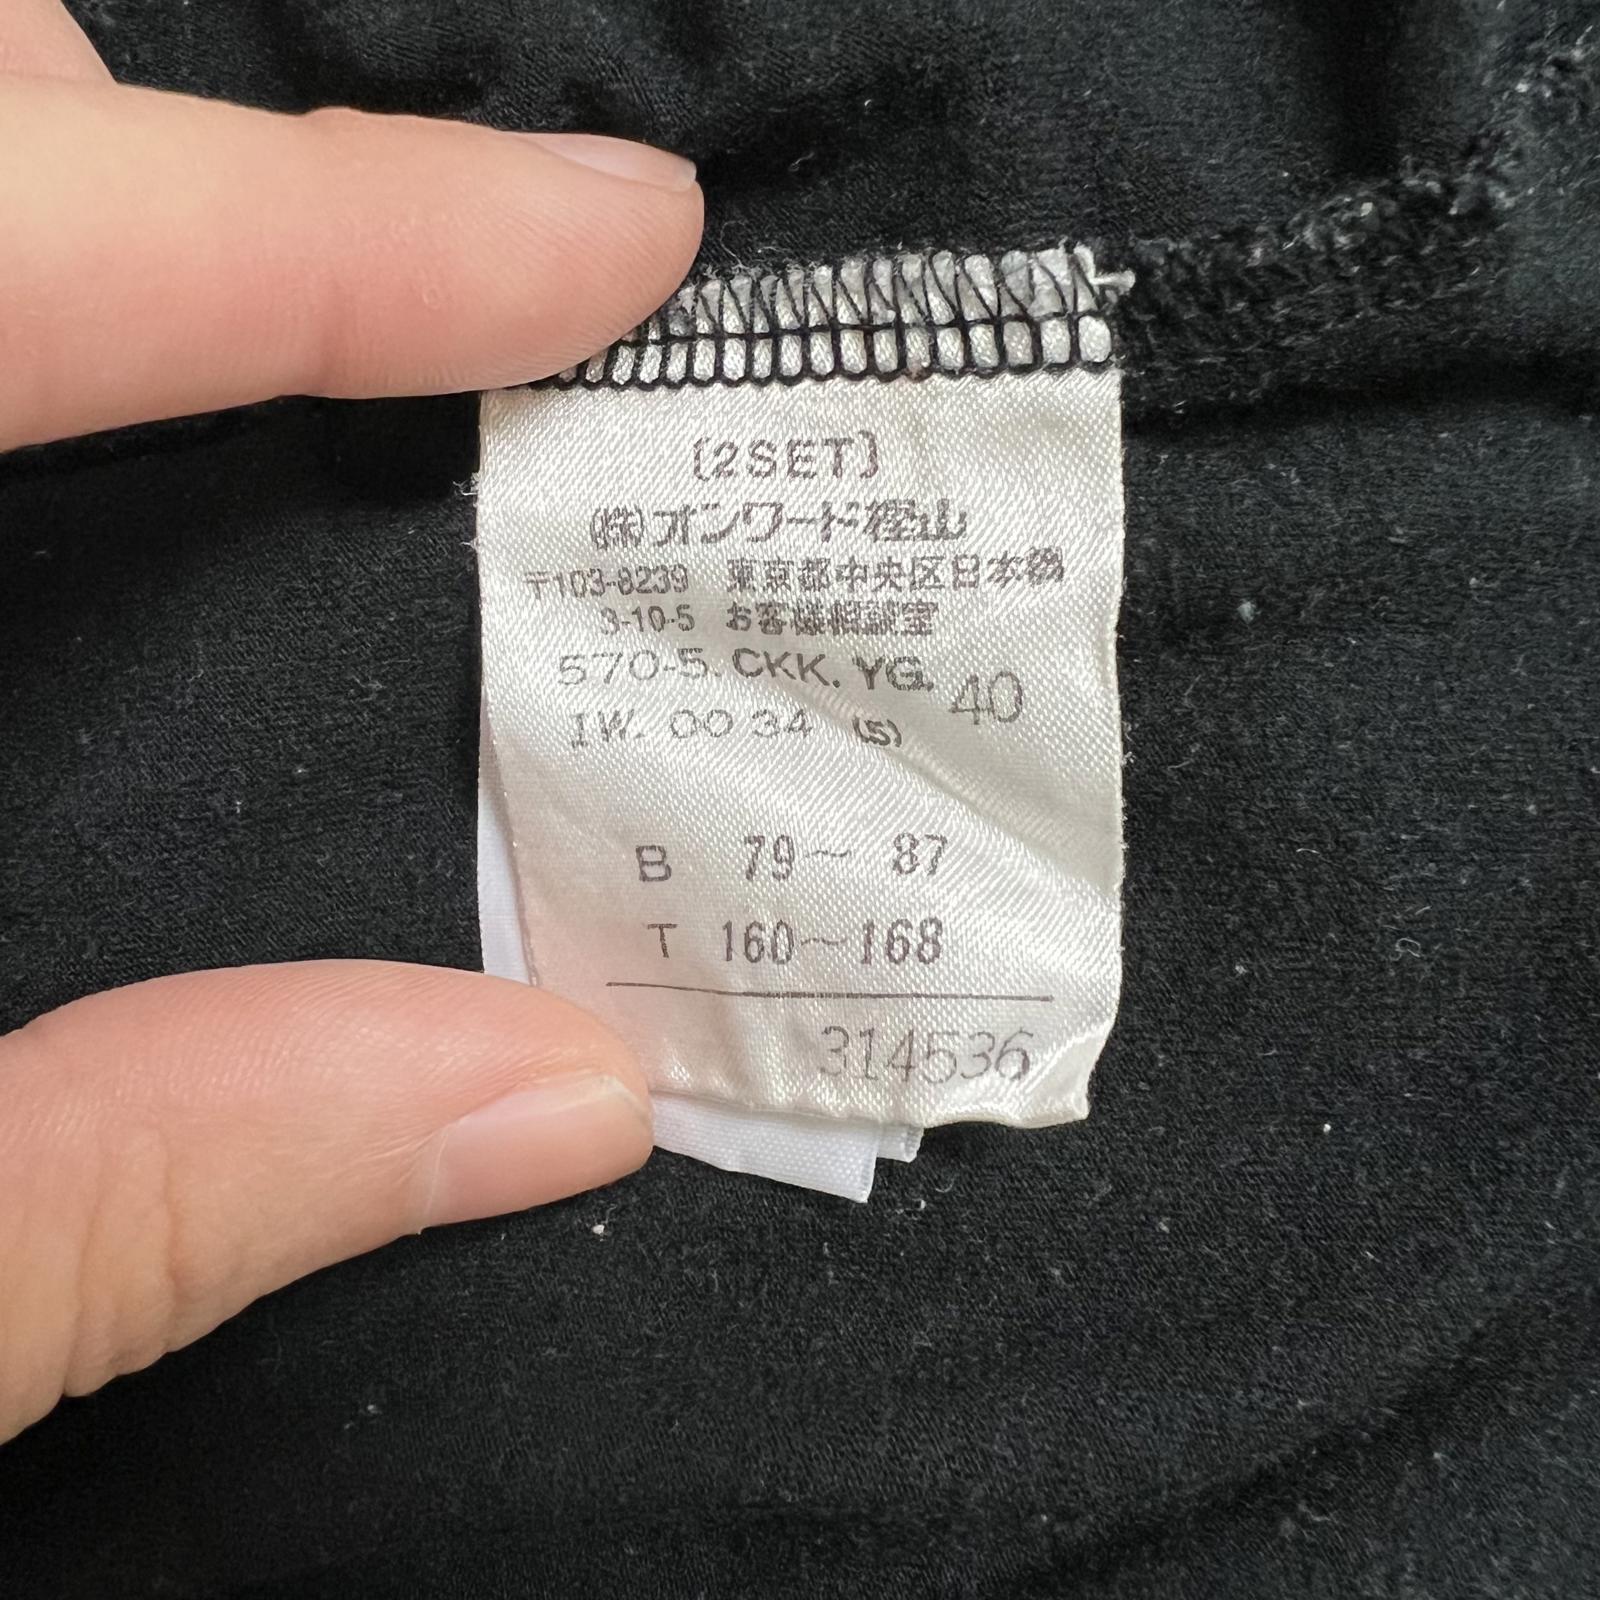 〔2SET〕
(株)オンワード樫山
〒103-8239 東京都中央区日本橋
3-10-5 お客様相談室
570-5. CKK. YG. 40
IW. 00 34 (S)
B 79〜 87
T 160〜168
314536